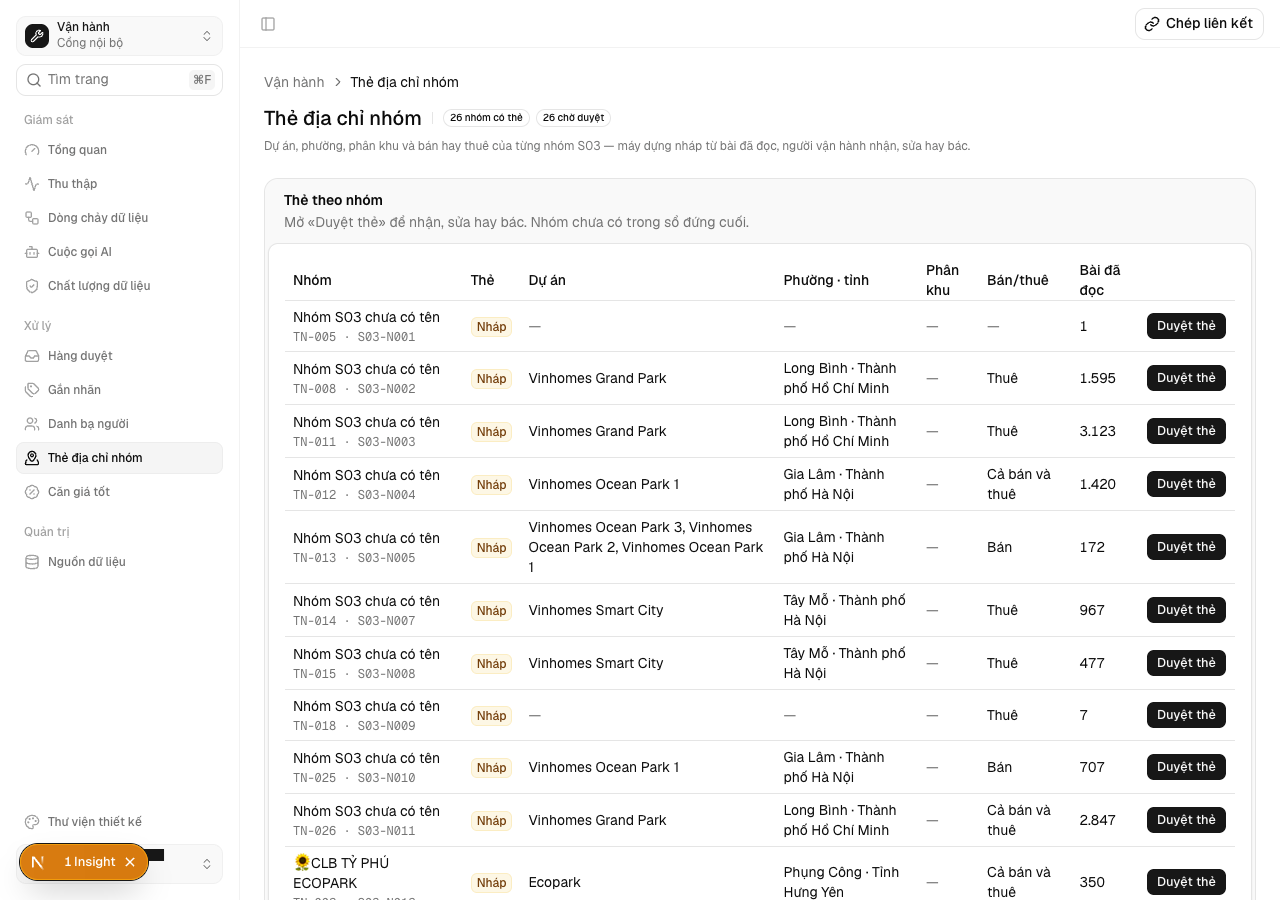 Vận hành
Cổng nội bộ
Tìm trang ⌘F
Giám sát
Tổng quan
Thu thập
Dòng chảy dữ liệu
Cuộc gọi AI
Chất lượng dữ liệu
Xử lý
Hàng duyệt
Gắn nhãn
Danh bạ người
Thẻ địa chỉ nhóm
Căn giá tốt
Quản trị
Nguồn dữ liệu
Thư viện thiết kế
1 Insight
Chép liên kết
Vận hành > Thẻ địa chỉ nhóm
Thẻ địa chỉ nhóm 26 nhóm có thẻ 26 chờ duyệt
Dự án, phường, phân khu và bán hay thuê của từng nhóm S03 — máy dựng nháp từ bài đã đọc, người vận hành nhận, sửa hay bác.
Thẻ theo nhóm
Mở «Duyệt thẻ» để nhận, sửa hay bác. Nhóm chưa có trong sổ đứng cuối.
Nhóm Thẻ Dự án Phường · tỉnh Phân khu Bán/thuê Bài đã đọc
Nhóm S03 chưa có tên
TN-005 · S03-N001
Nháp — — — — 1 Duyệt thẻ
Nhóm S03 chưa có tên
TN-008 · S03-N002
Nháp Vinhomes Grand Park
Long Bình · Thành
phố Hồ Chí Minh
— Thuê 1.595 Duyệt thẻ
Nhóm S03 chưa có tên
TN-011 · S03-N003
Nháp Vinhomes Grand Park
Long Bình · Thành
phố Hồ Chí Minh
— Thuê 3.123 Duyệt thẻ
Nhóm S03 chưa có tên
TN-012 · S03-N004
Nháp Vinhomes Ocean Park 1
Gia Lâm · Thành
phố Hà Nội
— Cả bán và
thuê
1.420 Duyệt thẻ
Nhóm S03 chưa có tên
TN-013 · S03-N005
Nháp Vinhomes Ocean Park 3, Vinhomes
Ocean Park 2, Vinhomes Ocean Park
1
Gia Lâm · Thành
phố Hà Nội
— Bán 172 Duyệt thẻ
Nhóm S03 chưa có tên
TN-014 · S03-N007
Nháp Vinhomes Smart City
Tây Mỗ · Thành phố
Hà Nội
— Thuê 967 Duyệt thẻ
Nhóm S03 chưa có tên
TN-015 · S03-N008
Nháp Vinhomes Smart City
Tây Mỗ · Thành phố
Hà Nội
— Thuê 477 Duyệt thẻ
Nhóm S03 chưa có tên
TN-018 · S03-N009
Nháp — — — Thuê 7 Duyệt thẻ
Nhóm S03 chưa có tên
TN-025 · S03-N010
Nháp Vinhomes Ocean Park 1
Gia Lâm · Thành
phố Hà Nội
— Bán 707 Duyệt thẻ
Nhóm S03 chưa có tên
TN-026 · S03-N011
Nháp Vinhomes Grand Park
Long Bình · Thành
phố Hồ Chí Minh
— Cả bán và
thuê
2.847 Duyệt thẻ
🌻CLB TỶ PHÚ
ECOPARK
Nháp Ecopark
Phụng Công · Tỉnh
Hưng Yên
— Cả bán và
thuê
350 Duyệt thẻ